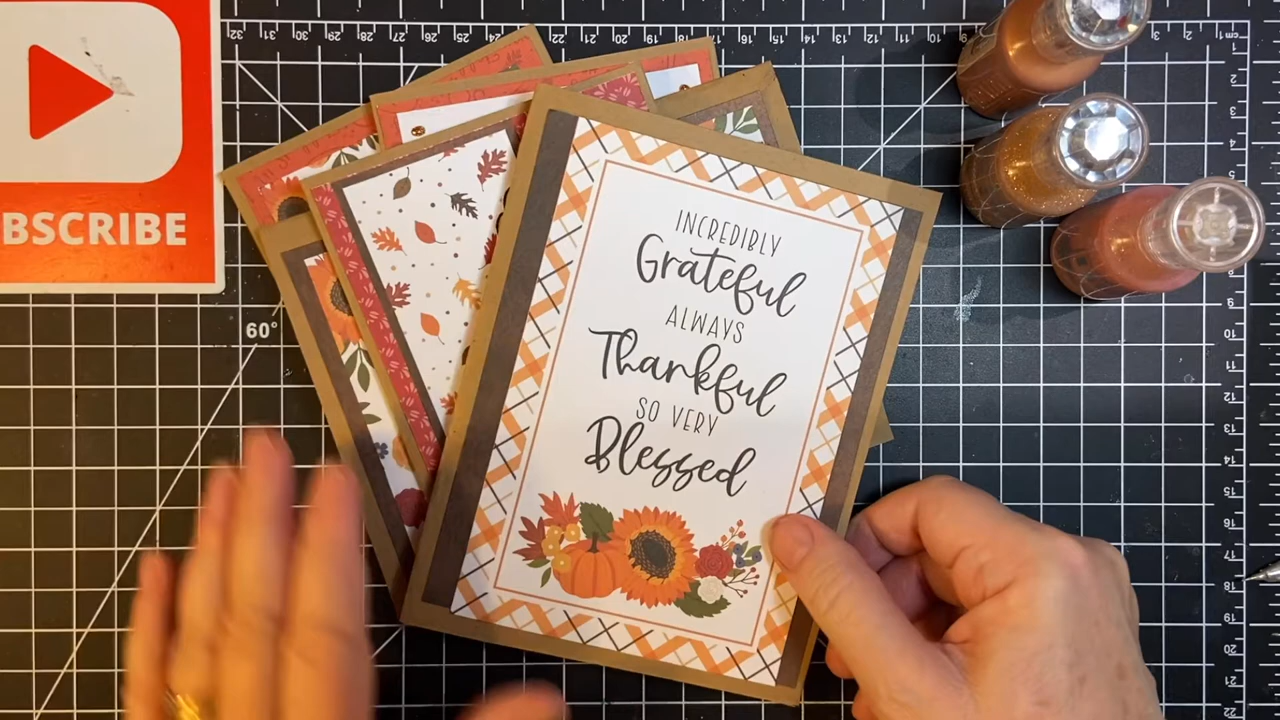 BSCRIBE
INCREDIBLY
Grateful
ALWAYS
Thankful
SO VERY
Blessed
60°